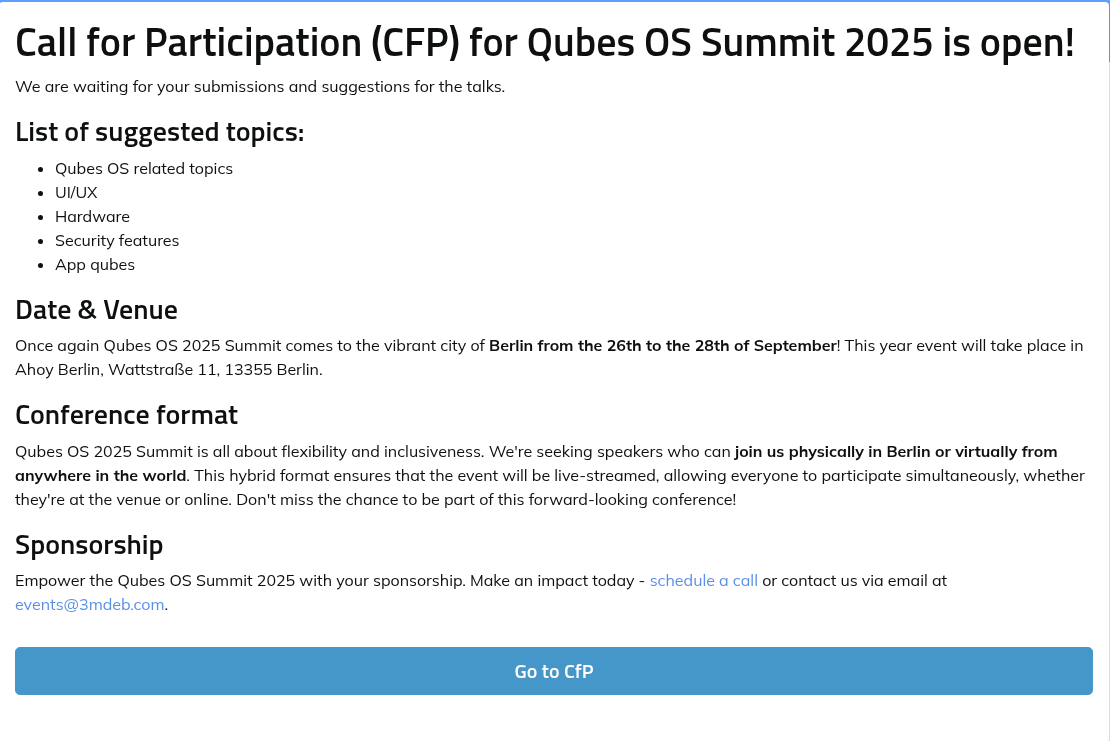 Call for Participation (CFP) for Qubes OS Summit 2025 is open!
We are waiting for your submissions and suggestions for the talks.
List of suggested topics:
• Qubes OS related topics
• UI/UX
• Hardware
• Security features
• App qubes
Date & Venue
Once again Qubes OS 2025 Summit comes to the vibrant city of Berlin from the 26th to the 28th of September! This year event will take place in
Ahoy Berlin, Wattstraße 11, 13355 Berlin.
Conference format
Qubes OS 2025 Summit is all about flexibility and inclusiveness. We're seeking speakers who can join us physically in Berlin or virtually from
anywhere in the world. This hybrid format ensures that the event will be live-streamed, allowing everyone to participate simultaneously, whether
they're at the venue or online. Don't miss the chance to be part of this forward-looking conference!
Sponsorship
Empower the Qubes OS Summit 2025 with your sponsorship. Make an impact today - schedule a call or contact us via email at
events@3mdeb.com.
Go to CfP